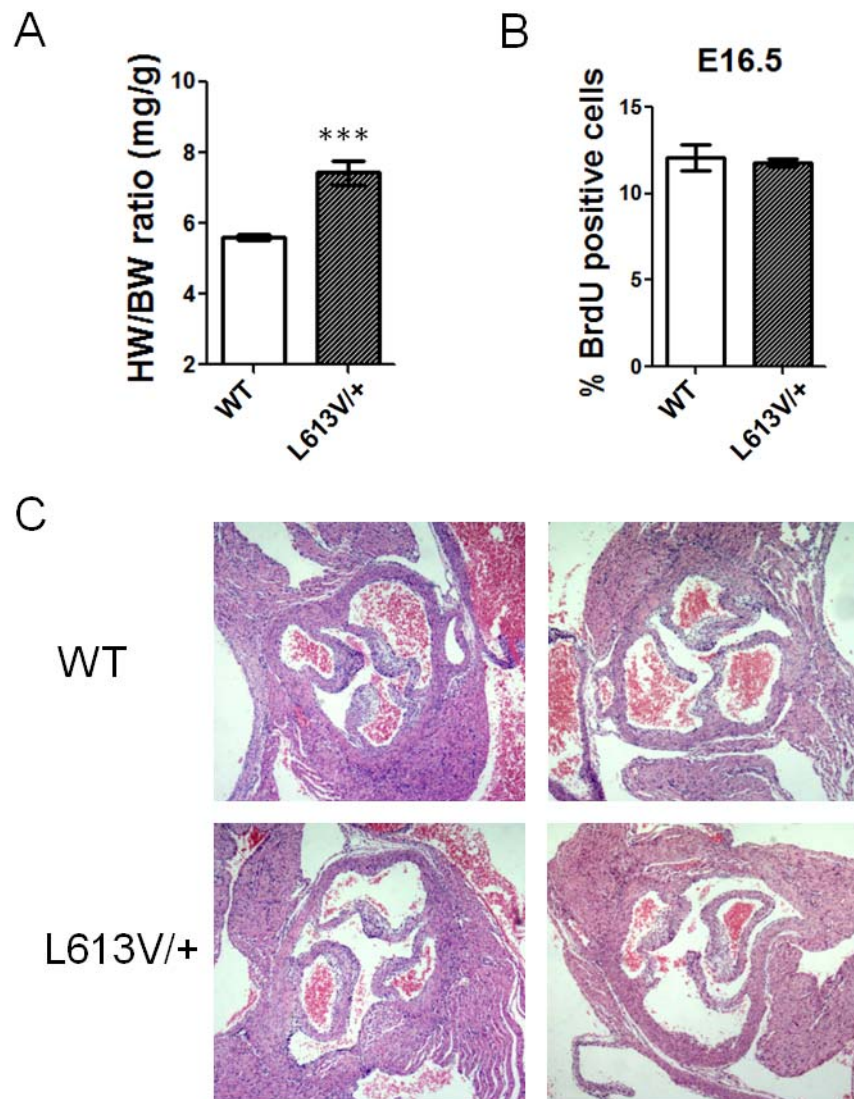 A
HW/BW ratio (mg/g)
10
8
6
4
2
***
WT
L613V/+
B
E16.5
% BrdU positive cells
15
10
5
0
WT
L613V/+
C
WT
L613V/+